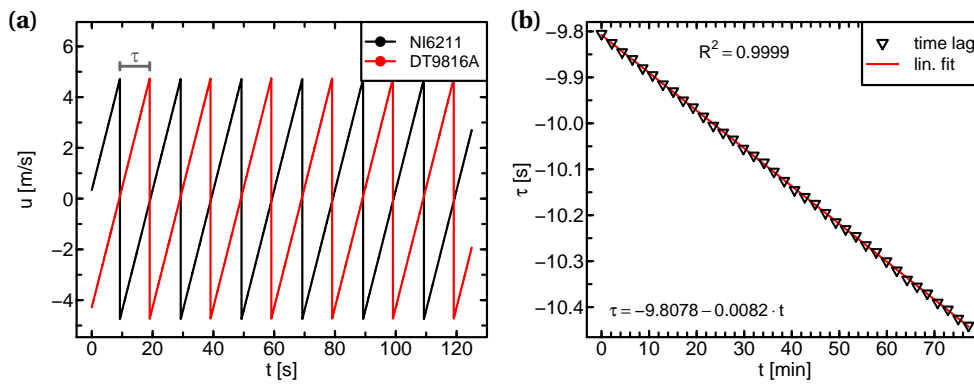 (a)
6
4
2
0
−2
−4
u [m/s]
τ
NI6211
DT9816A
0 20 40 60 80 100 120
t [s]
(b)
−9.8
−9.9
−10.0
−10.1
−10.2
−10.3
−10.4
τ [s]
R² = 0.9999
time lag
lin. fit
τ = −9.8078 − 0.0082 · t
0 10 20 30 40 50 60 70
t [min]